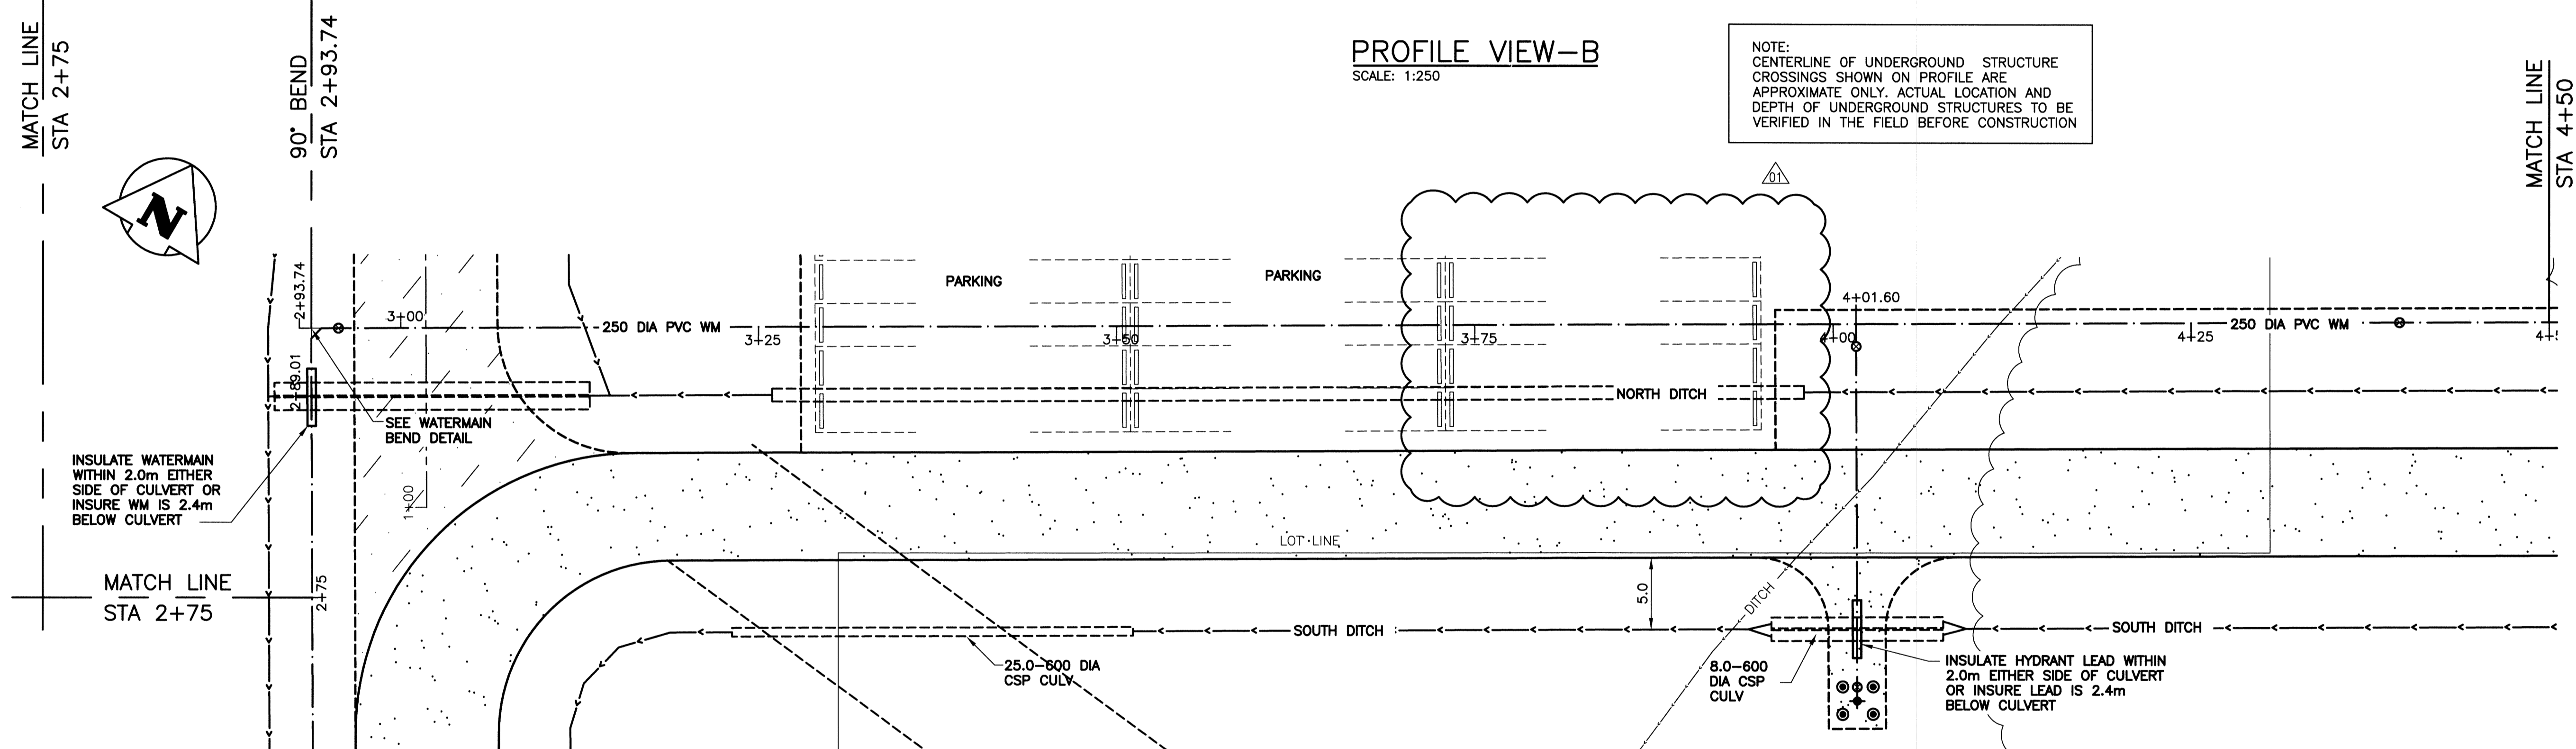 MATCH LINE
STA 2+75
90° BEND
STA 2+93.74
PROFILE VIEW-B
SCALE: 1:250
NOTE:
CENTERLINE OF UNDERGROUND STRUCTURE
CROSSINGS SHOWN ON PROFILE ARE
APPROXIMATE ONLY. ACTUAL LOCATION AND
DEPTH OF UNDERGROUND STRUCTURES TO BE
VERIFIED IN THE FIELD BEFORE CONSTRUCTION
MATCH LINE
STA 4+50
01
N
2+93.74
3+00
250 DIA PVC WM
3+25
PARKING
3+50
PARKING
3+75
4+00
4+01.60
4+25
250 DIA PVC WM
2+89.01
NORTH DITCH
SEE WATERMAIN
BEND DETAIL
INSULATE WATERMAIN
WITHIN 2.0m EITHER
SIDE OF CULVERT OR
INSURE WM IS 2.4m
BELOW CULVERT
1+00
LOT LINE
MATCH LINE
STA 2+75
2+75
5.0
DITCH
SOUTH DITCH
SOUTH DITCH
25.0-600 DIA
CSP CULV
8.0-600
DIA CSP
CULV
INSULATE HYDRANT LEAD WITHIN
2.0m EITHER SIDE OF CULVERT
OR INSURE LEAD IS 2.4m
BELOW CULVERT